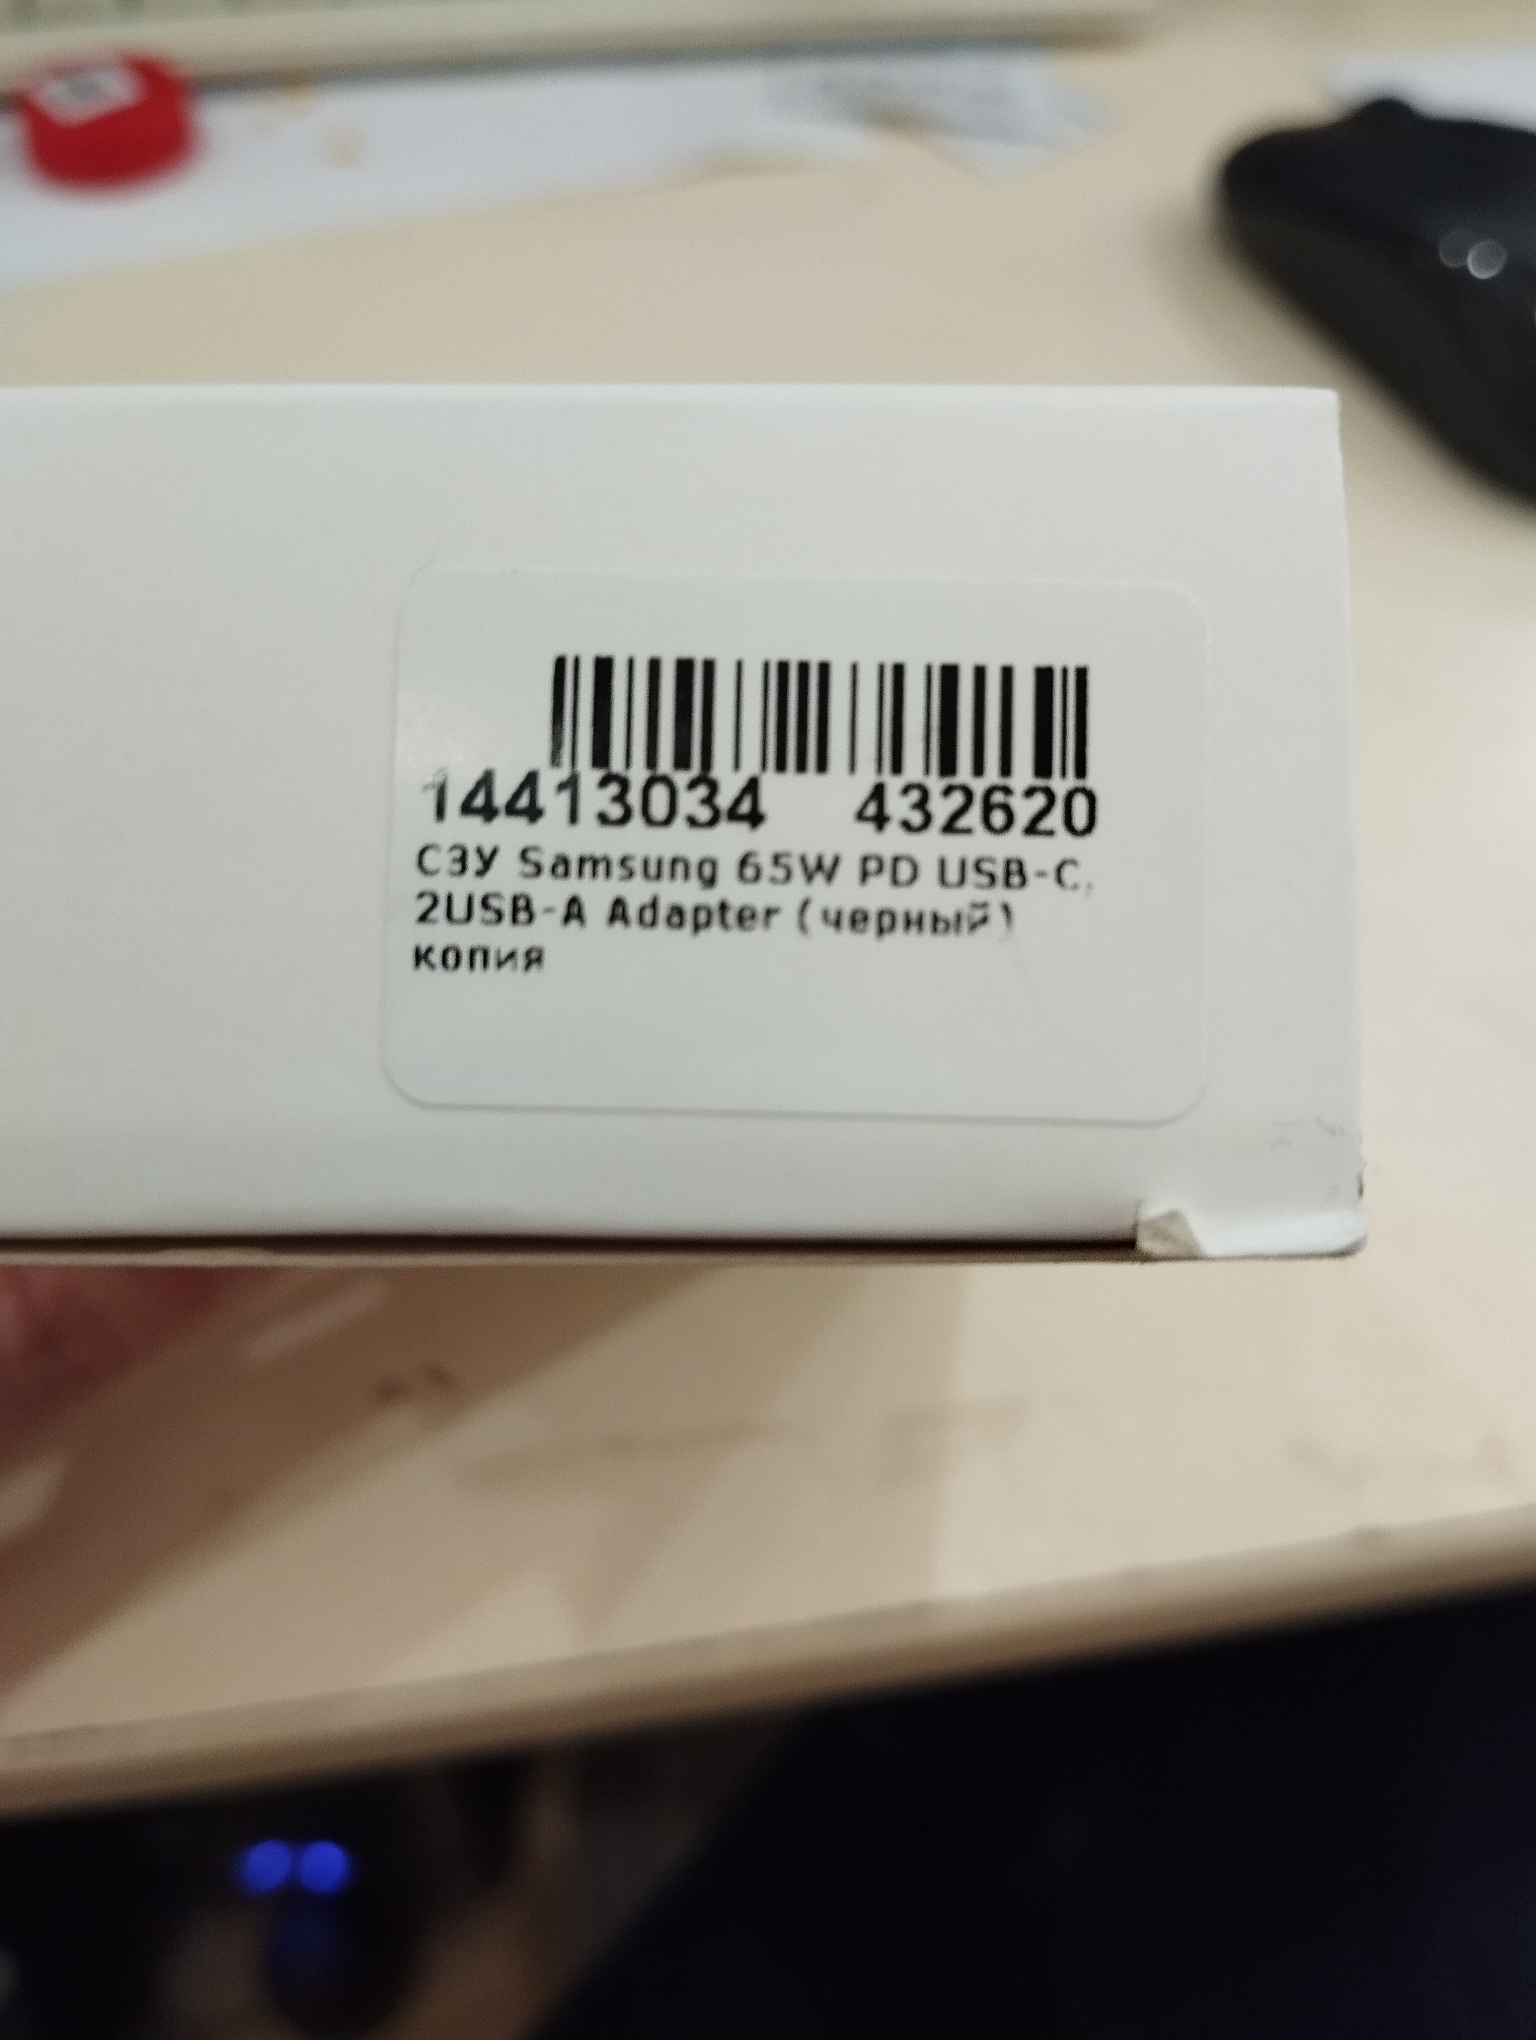 14413034 432620
СЗУ Samsung 65W PD USB-C,
2USB-A Adapter (черный)
копия